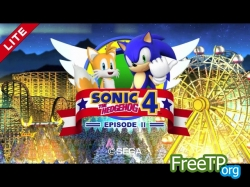 LITE
SONIC
THE HEDGEHOG
4
EPISODE II
SEGA
FreeTP.org